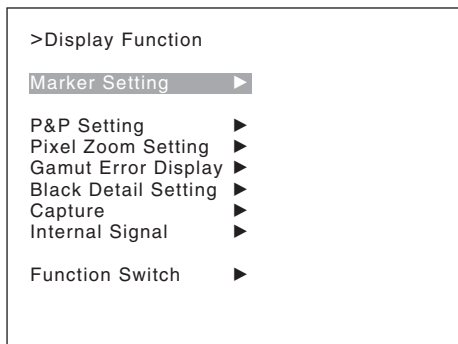 >Display Function
Marker Setting ►
P&P Setting ►
Pixel Zoom Setting ►
Gamut Error Display ►
Black Detail Setting ►
Capture ►
Internal Signal ►
Function Switch ►